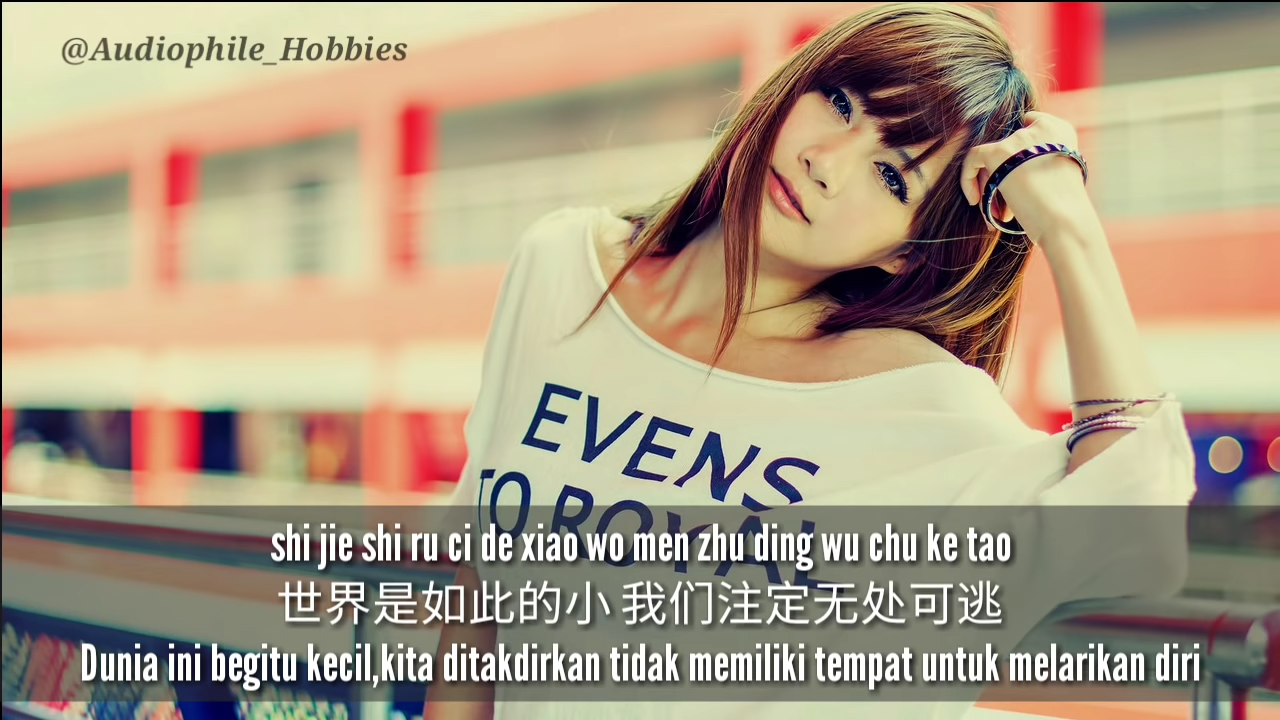 @Audiophile_Hobbies
EVENS
TO ROYAL
shi jie shi ru ci de xiao wo men zhu ding wu chu ke tao
世界是如此的小 我们注定无处可逃
Dunia ini begitu kecil,kita ditakdirkan tidak memiliki tempat untuk melarikan diri